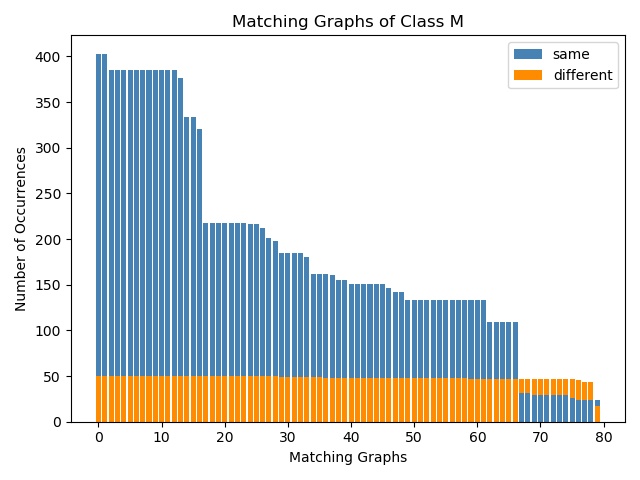 Matching Graphs of Class M
same
different
Number of Occurrences
400
350
300
250
200
150
100
50
0
0 10 20 30 40 50 60 70 80
Matching Graphs